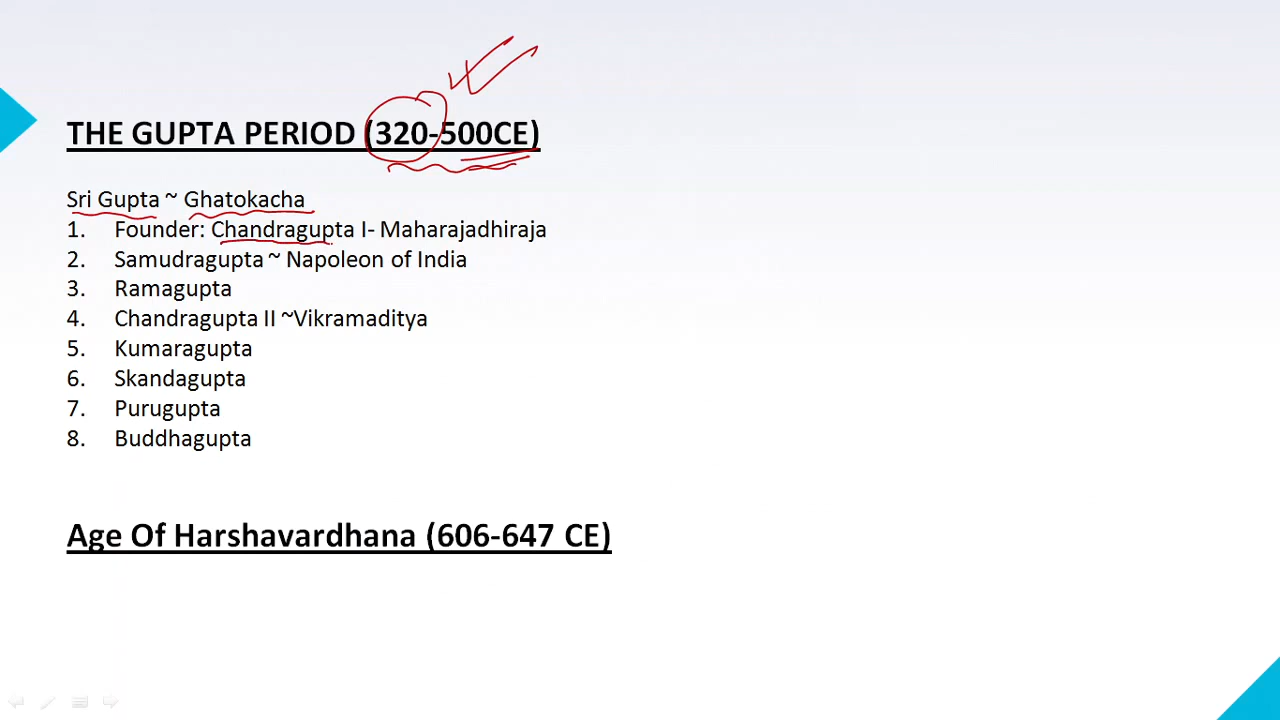 THE GUPTA PERIOD (320-500CE)
Sri Gupta ~ Ghatokacha
1. Founder: Chandragupta I- Maharajadhiraja
2. Samudragupta ~ Napoleon of India
3. Ramagupta
4. Chandragupta II ~Vikramaditya
5. Kumaragupta
6. Skandagupta
7. Purugupta
8. Buddhagupta
Age Of Harshavardhana (606-647 CE)